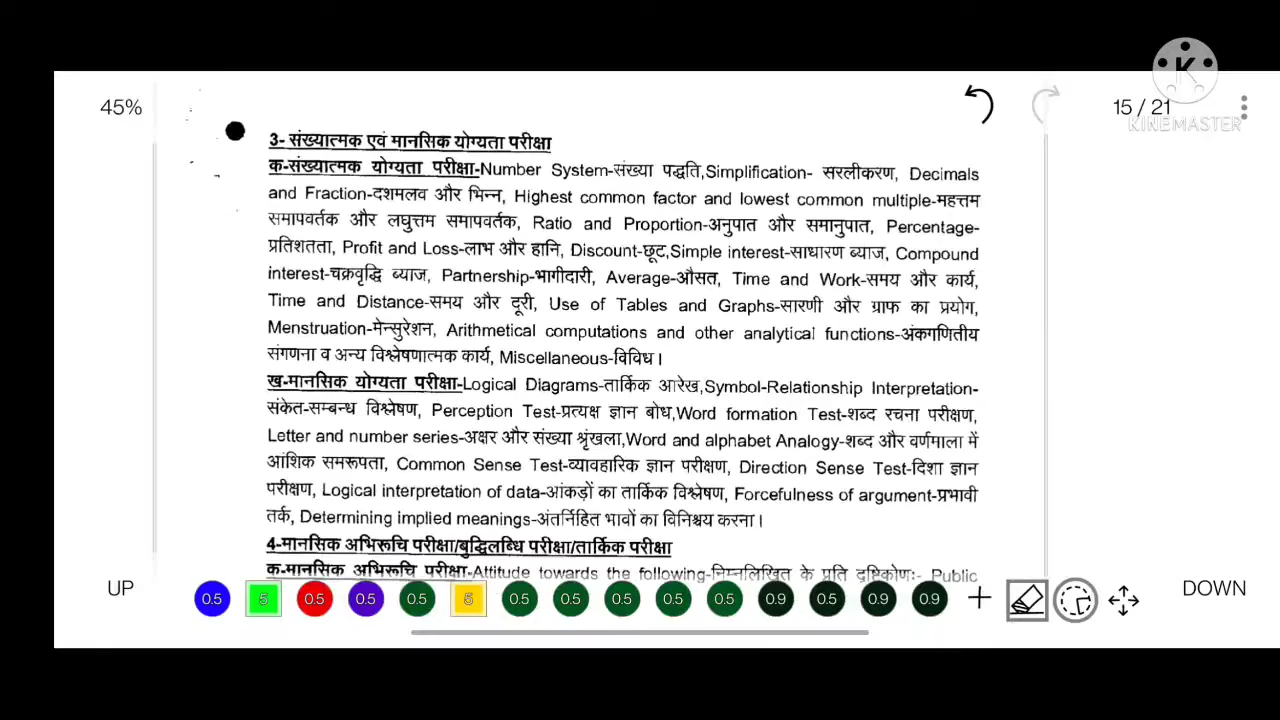 45%
15 / 21
KINEMASTER
3- संख्यात्मक एवं मानसिक योग्यता परीक्षा
क-संख्यात्मक योग्यता परीक्षा-Number System-संख्या पद्धति,Simplification- सरलीकरण, Decimals
and Fraction-दशमलव और भिन्न, Highest common factor and lowest common multiple-महत्तम
समापवर्तक और लघुत्तम समापवर्तक, Ratio and Proportion-अनुपात और समानुपात, Percentage-
प्रतिशतता, Profit and Loss-लाभ और हानि, Discount-छूट,Simple interest-साधारण ब्याज, Compound
interest-चक्रवृद्धि ब्याज, Partnership-भागीदारी, Average-औसत, Time and Work-समय और कार्य,
Time and Distance-समय और दूरी, Use of Tables and Graphs-सारणी और ग्राफ का प्रयोग,
Menstruation-मेन्सुरेशन, Arithmetical computations and other analytical functions-अंकगणितीय
संगणना व अन्य विश्लेषणात्मक कार्य, Miscellaneous-विविध।
ख-मानसिक योग्यता परीक्षा-Logical Diagrams-तार्किक आरेख,Symbol-Relationship Interpretation-
संकेत-सम्बन्ध विश्लेषण, Perception Test-प्रत्यक्ष ज्ञान बोध,Word formation Test-शब्द रचना परीक्षण,
Letter and number series-अक्षर और संख्या श्रृंखला,Word and alphabet Analogy-शब्द और वर्णमाला में
आंशिक समरूपता, Common Sense Test-व्यावहारिक ज्ञान परीक्षण, Direction Sense Test-दिशा ज्ञान
परीक्षण, Logical interpretation of data-आंकड़ों का तार्किक विश्लेषण, Forcefulness of argument-प्रभावी
तर्क, Determining implied meanings-अंतर्निहित भावों का विनिश्चय करना।
4-मानसिक अभिरूचि परीक्षा/बुद्धिलब्धि परीक्षा/तार्किक परीक्षा
क-मानसिक अभिरूचि परीक्षा-Attitude towards the following-निम्नलिखित के प्रति दृष्टिकोणः- Public
UP
0.5 5 0.5 0.5 0.5 5 0.5 0.5 0.5 0.5 0.5 0.9 0.5 0.9 0.9
DOWN